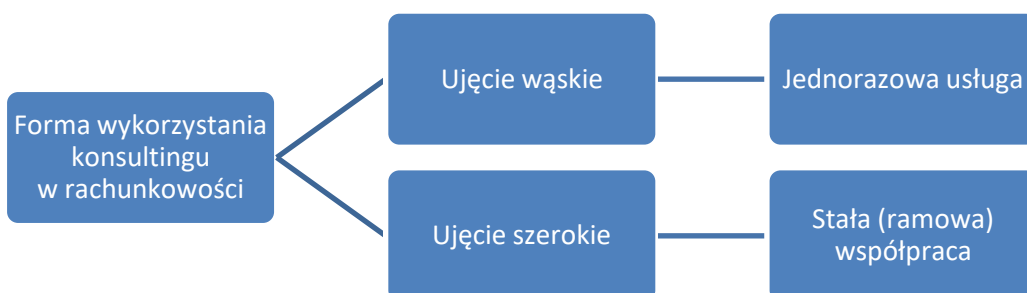 Forma wykorzystania
konsultingu
w rachunkowości
Ujęcie wąskie
Jednorazowa usługa
Ujęcie szerokie
Stała (ramowa)
współpraca